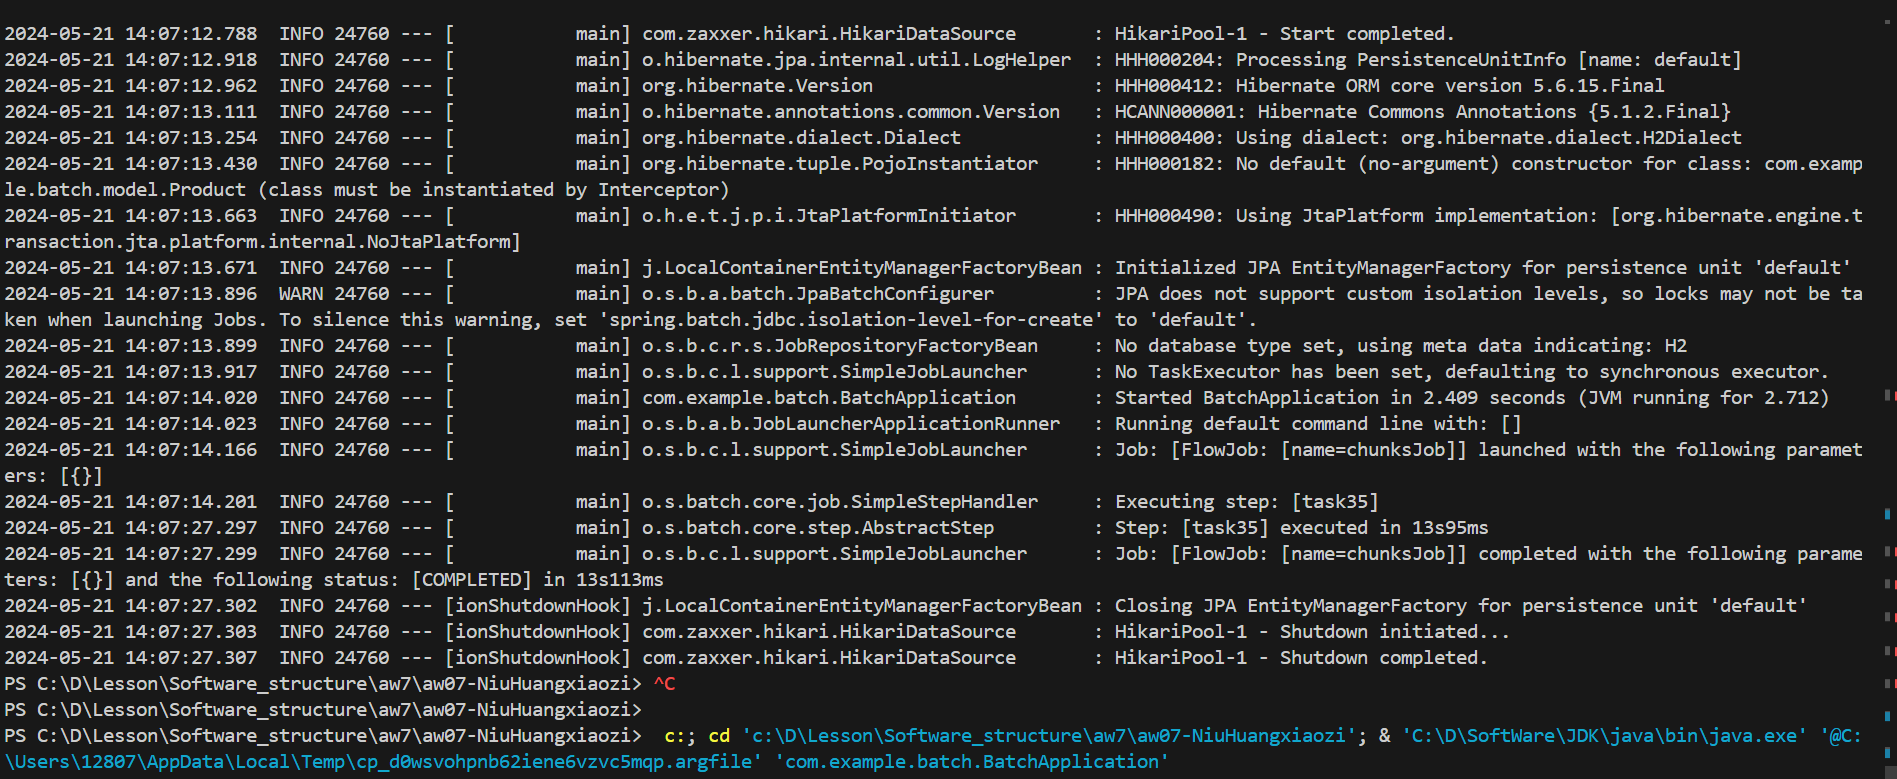 2024-05-21 14:07:12.788  INFO 24760 --- [           main] com.zaxxer.hikari.HikariDataSource       : HikariPool-1 - Start completed.
2024-05-21 14:07:12.918  INFO 24760 --- [           main] o.hibernate.jpa.internal.util.LogHelper  : HHH000204: Processing PersistenceUnitInfo [name: default]
2024-05-21 14:07:12.962  INFO 24760 --- [           main] org.hibernate.Version                    : HHH000412: Hibernate ORM core version 5.6.15.Final
2024-05-21 14:07:13.111  INFO 24760 --- [           main] o.hibernate.annotations.common.Version   : HCANN000001: Hibernate Commons Annotations {5.1.2.Final}
2024-05-21 14:07:13.254  INFO 24760 --- [           main] org.hibernate.dialect.Dialect            : HHH000400: Using dialect: org.hibernate.dialect.H2Dialect
2024-05-21 14:07:13.430  INFO 24760 --- [           main] org.hibernate.tuple.PojoInstantiator     : HHH000182: No default (no-argument) constructor for class: com.examp
le.batch.model.Product (class must be instantiated by Interceptor)
2024-05-21 14:07:13.663  INFO 24760 --- [           main] o.h.e.t.j.p.i.JtaPlatformInitiator       : HHH000490: Using JtaPlatform implementation: [org.hibernate.engine.t
ransaction.jta.platform.internal.NoJtaPlatform]
2024-05-21 14:07:13.671  INFO 24760 --- [           main] j.LocalContainerEntityManagerFactoryBean : Initialized JPA EntityManagerFactory for persistence unit 'default'
2024-05-21 14:07:13.896  WARN 24760 --- [           main] o.s.b.a.batch.JpaBatchConfigurer         : JPA does not support custom isolation levels, so locks may not be ta
ken when launching Jobs. To silence this warning, set 'spring.batch.jdbc.isolation-level-for-create' to 'default'.
2024-05-21 14:07:13.899  INFO 24760 --- [           main] o.s.b.c.r.s.JobRepositoryFactoryBean     : No database type set, using meta data indicating: H2
2024-05-21 14:07:13.917  INFO 24760 --- [           main] o.s.b.c.l.support.SimpleJobLauncher      : No TaskExecutor has been set, defaulting to synchronous executor.
2024-05-21 14:07:14.020  INFO 24760 --- [           main] com.example.batch.BatchApplication       : Started BatchApplication in 2.409 seconds (JVM running for 2.712)
2024-05-21 14:07:14.023  INFO 24760 --- [           main] o.s.b.a.b.JobLauncherApplicationRunner   : Running default command line with: []
2024-05-21 14:07:14.166  INFO 24760 --- [           main] o.s.b.c.l.support.SimpleJobLauncher      : Job: [FlowJob: [name=chunksJob]] launched with the following paramet
ers: [{}]
2024-05-21 14:07:14.201  INFO 24760 --- [           main] o.s.batch.core.job.SimpleStepHandler     : Executing step: [task35]
2024-05-21 14:07:27.297  INFO 24760 --- [           main] o.s.batch.core.step.AbstractStep         : Step: [task35] executed in 13s95ms
2024-05-21 14:07:27.299  INFO 24760 --- [           main] o.s.b.c.l.support.SimpleJobLauncher      : Job: [FlowJob: [name=chunksJob]] completed with the following parame
ters: [{}] and the following status: [COMPLETED] in 13s113ms
2024-05-21 14:07:27.302  INFO 24760 --- [ionShutdownHook] j.LocalContainerEntityManagerFactoryBean : Closing JPA EntityManagerFactory for persistence unit 'default'
2024-05-21 14:07:27.303  INFO 24760 --- [ionShutdownHook] com.zaxxer.hikari.HikariDataSource       : HikariPool-1 - Shutdown initiated...
2024-05-21 14:07:27.307  INFO 24760 --- [ionShutdownHook] com.zaxxer.hikari.HikariDataSource       : HikariPool-1 - Shutdown completed.
PS C:\D\Lesson\Software_structure\aw7\aw07-NiuHuangxiaozi> ^C
PS C:\D\Lesson\Software_structure\aw7\aw07-NiuHuangxiaozi>
PS C:\D\Lesson\Software_structure\aw7\aw07-NiuHuangxiaozi>  c:; cd 'c:\D\Lesson\Software_structure\aw7\aw07-NiuHuangxiaozi'; & 'C:\D\SoftWare\JDK\java\bin\java.exe' '@C:
\Users\12807\AppData\Local\Temp\cp_d0wsvohpnb62iene6vzvc5mqp.argfile' 'com.example.batch.BatchApplication'